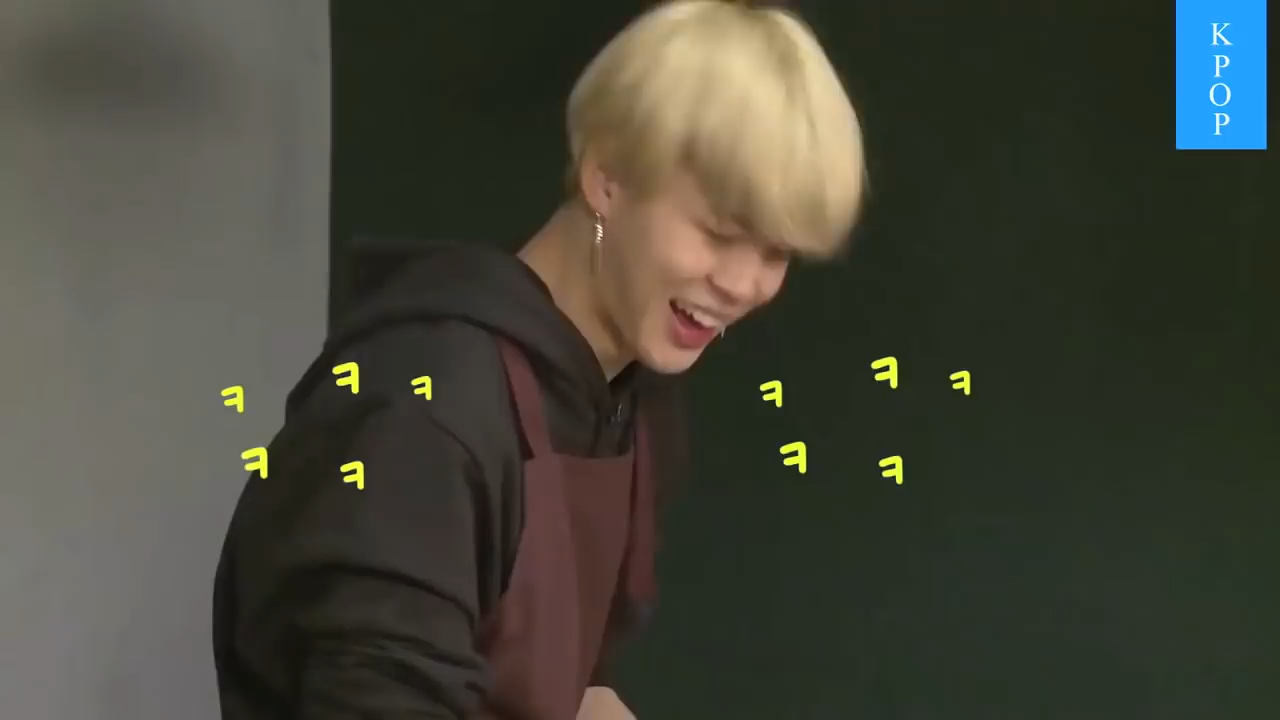 K
P
O
P
ㅋ ㅋ ㅋ ㅋ ㅋ ㅋ
ㅋ ㅋ ㅋ ㅋ